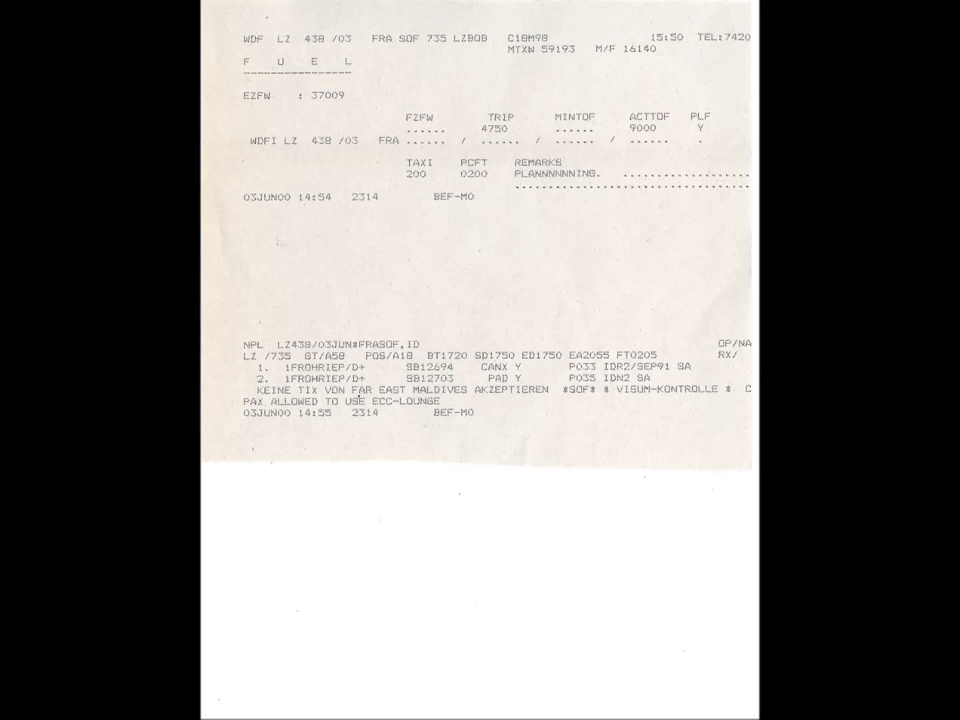 WDF LZ 438 /03 FRA SOF 735 LZBOB C18M98 15:50 TEL:7420
MTXW 59193 M/F 16140
F U E L
----------------
EZFW : 37009
FZFW TRIP MINTOF ACTTOF PLF
...... 4750 ...... 9000 Y
WDFI LZ 438 /03 FRA ...... / ...... / ...... / ...... .
TAXI PCFT REMARKS
200 0200 PLANNNNNNING. ...................
...................................
03JUN00 14:54 2314 BEF-MO
NPL LZ438/03JUN*FRASOF,ID OP/NA
LZ /735 GT/A58 POS/A18 BT1720 SD1750 ED1750 EA2055 FT0205 RX/
1. 1FROHRIEP/D+ SB12694 CANX Y P033 IDR2/SEP91 SA
2. 1FROHRIEP/D+ SB12703 PAD Y P035 IDN2 SA
KEINE TIX VON FAR EAST MALDIVES AKZEPTIEREN *SOF* * VISUM-KONTROLLE * C
PAX ALLOWED TO USE ECC-LOUNGE
03JUN00 14:55 2314 BEF-MO